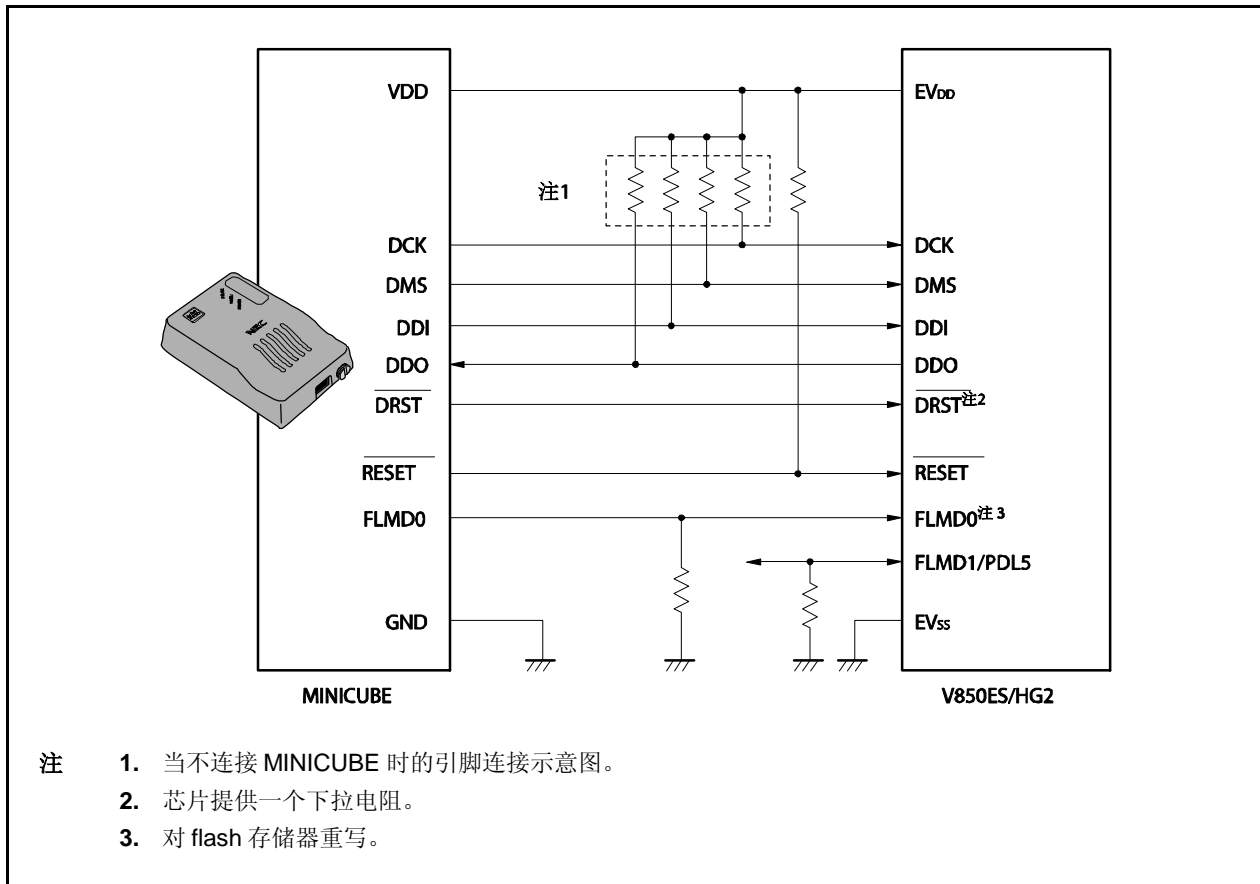 VDD
EVDD
注1
DCK
DCK
DMS
DMS
DDI
DDI
DDO
DDO
DRST
DRST注2
RESET
RESET
FLMD0
FLMD0注 3
FLMD1/PDL5
GND
EVSS
NEC
MINICUBE
V850ES/HG2
注 1. 当不连接 MINICUBE 时的引脚连接示意图。
2. 芯片提供一个下拉电阻。
3. 对 flash 存储器重写。